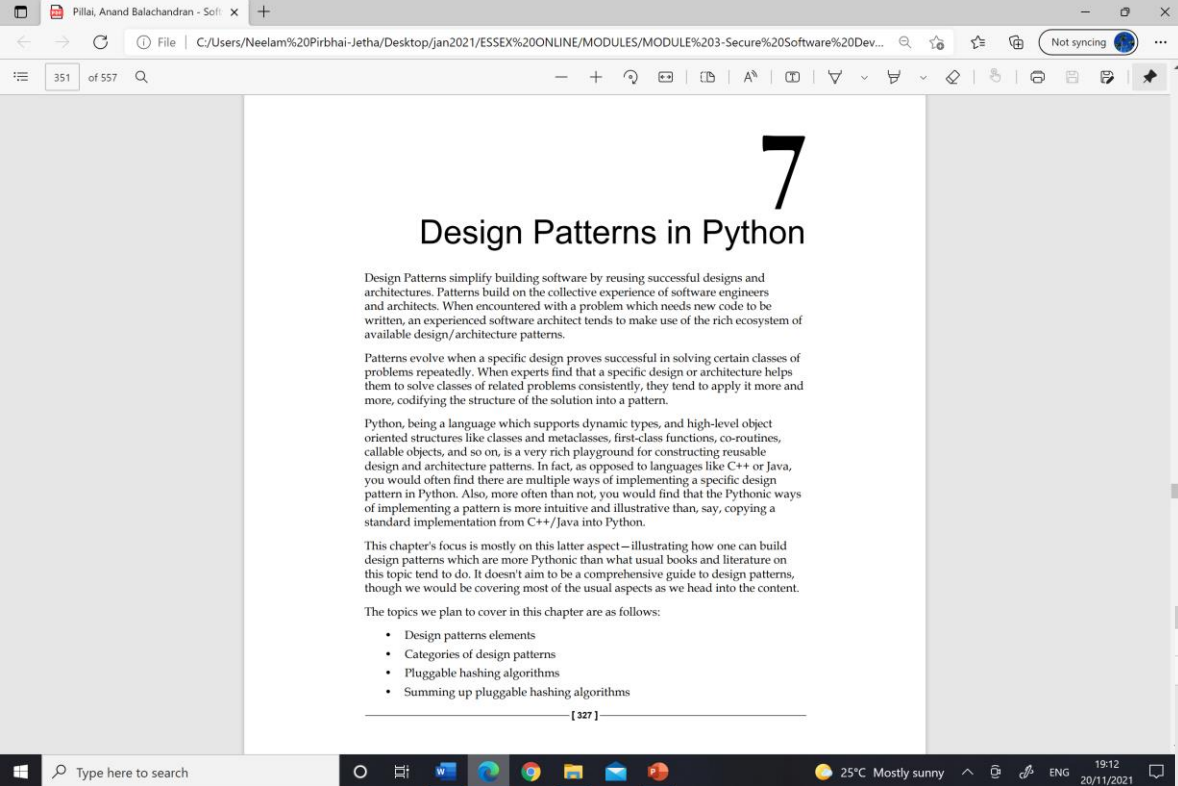 Pillai, Anand Balachandran - Soft
File
C:/Users/Neelam%20Pirbhai-Jetha/Desktop/jan2021/ESSEX%20ONLINE/MODULES/MODULE%203-Secure%20Software%20Dev...
Not syncing
351 of 557
7
Design Patterns in Python
Design Patterns simplify building software by reusing successful designs and
architectures. Patterns build on the collective experience of software engineers
and architects. When encountered with a problem which needs new code to be
written, an experienced software architect tends to make use of the rich ecosystem of
available design/architecture patterns.
Patterns evolve when a specific design proves successful in solving certain classes of
problems repeatedly. When experts find that a specific design or architecture helps
them to solve classes of related problems consistently, they tend to apply it more and
more, codifying the structure of the solution into a pattern.
Python, being a language which supports dynamic types, and high-level object
oriented structures like classes and metaclasses, first-class functions, co-routines,
callable objects, and so on, is a very rich playground for constructing reusable
design and architecture patterns. In fact, as opposed to languages like C++ or Java,
you would often find there are multiple ways of implementing a specific design
pattern in Python. Also, more often than not, you would find that the Pythonic ways
of implementing a pattern is more intuitive and illustrative than, say, copying a
standard implementation from C++/Java into Python.
This chapter's focus is mostly on this latter aspect—illustrating how one can build
design patterns which are more Pythonic than what usual books and literature on
this topic tend to do. It doesn't aim to be a comprehensive guide to design patterns,
though we would be covering most of the usual aspects as we head into the content.
The topics we plan to cover in this chapter are as follows:
• Design patterns elements
• Categories of design patterns
• Pluggable hashing algorithms
• Summing up pluggable hashing algorithms
[ 327 ]
Type here to search
25°C Mostly sunny
ENG
19:12
20/11/2021